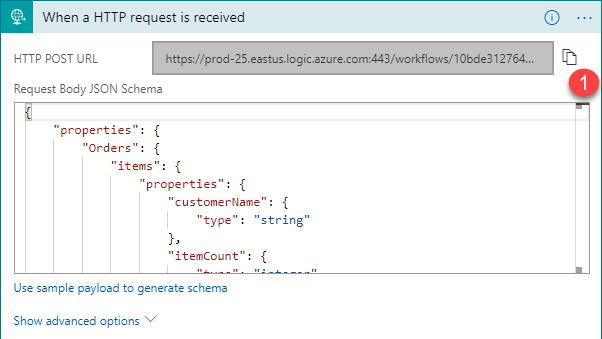 When a HTTP request is received
HTTP POST URL
https://prod-25.eastus.logic.azure.com:443/workflows/10bde312764...
1
Request Body JSON Schema
{
"properties": {
"Orders": {
"items": {
"properties": {
"customerName": {
"type": "string"
},
"itemCount": {
"type": "integer"
Use sample payload to generate schema
Show advanced options